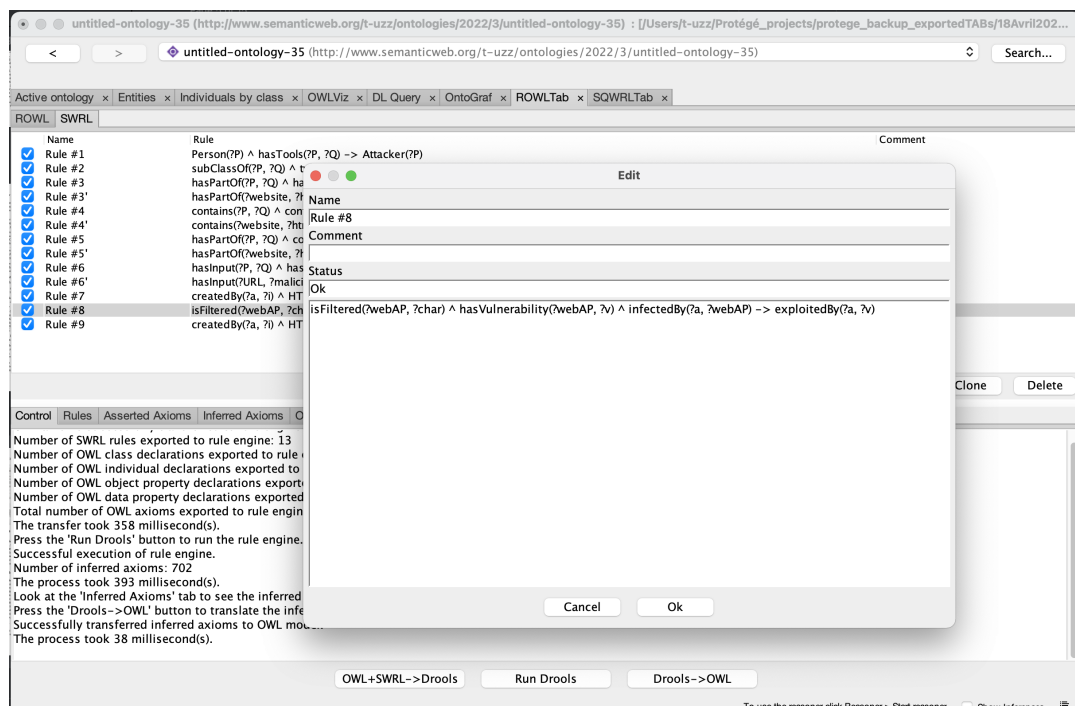 untitled-ontology-35 (http://www.semanticweb.org/t-uzz/ontologies/2022/3/untitled-ontology-35) : [/Users/t-uzz/Protégé_projects/protege_backup_exportedTABs/18Avril202...
< > untitled-ontology-35 (http://www.semanticweb.org/t-uzz/ontologies/2022/3/untitled-ontology-35) Search...
Active ontology × Entities × Individuals by class × OWLViz × DL Query × OntoGraf × ROWLTab × SQWRLTab ×
ROWL SWRL
Name Rule Comment
Rule #1 Person(?P) ^ hasTools(?P, ?Q) -> Attacker(?P)
Rule #2 subClassOf(?P, ?Q) ^
Rule #3 hasPartOf(?P, ?Q) ^ ha
Rule #3' hasPartOf(?website, ?h
Rule #4 contains(?P, ?Q) ^ con
Rule #4' contains(?website, ?ht
Rule #5 hasPartOf(?P, ?Q) ^ co
Rule #5' hasPartOf(?website, ?h
Rule #6 hasInput(?P, ?Q) ^ has
Rule #6' hasInput(?URL, ?malici
Rule #7 createdBy(?a, ?i) ^ HT
Rule #8 isFiltered(?webAP, ?ch
Rule #9 createdBy(?a, ?i) ^ HT
Edit
Name
Rule #8
Comment
Status
Ok
isFiltered(?webAP, ?char) ^ hasVulnerability(?webAP, ?v) ^ infectedBy(?a, ?webAP) -> exploitedBy(?a, ?v)
Cancel Ok
Clone Delete
Control Rules Asserted Axioms Inferred Axioms O
Number of SWRL rules exported to rule engine: 13
Number of OWL class declarations exported to rule
Number of OWL individual declarations exported to
Number of OWL object property declarations export
Number of OWL data property declarations exported
Total number of OWL axioms exported to rule engin
The transfer took 358 millisecond(s).
Press the 'Run Drools' button to run the rule engine.
Successful execution of rule engine.
Number of inferred axioms: 702
The process took 393 millisecond(s).
Look at the 'Inferred Axioms' tab to see the inferred
Press the 'Drools->OWL' button to translate the infe
Successfully transferred inferred axioms to OWL model.
The process took 38 millisecond(s).
OWL+SWRL->Drools Run Drools Drools->OWL